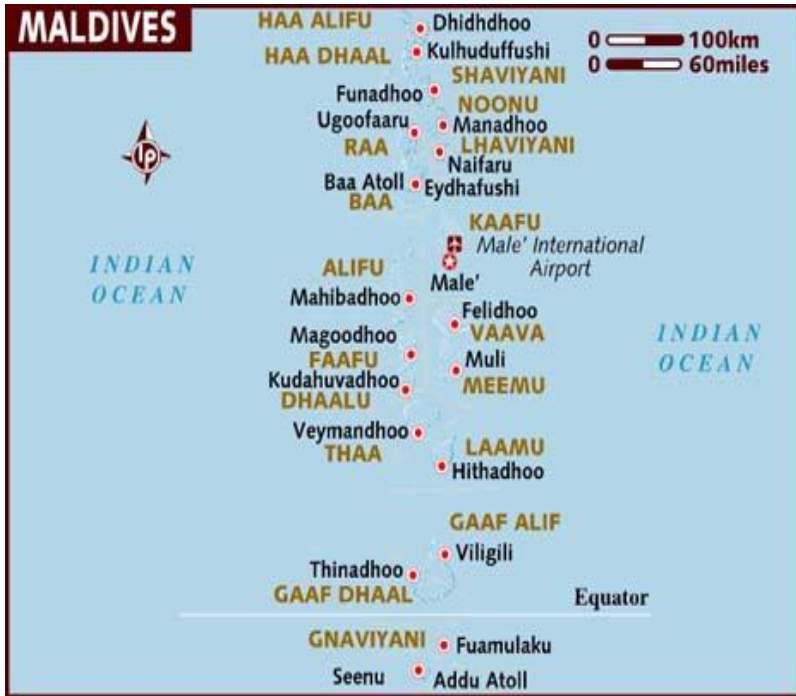 MALDIVES
HAA ALIFU
Dhidhdhoo
0 100km
HAA DHAAL
Kulhuduffushi
0 60miles
SHAVIYANI
Funadhoo
NOONU
Ugoofaaru
Manadhoo
LP
RAA
LHAVIYANI
Naifaru
Baa Atoll
Eydhafushi
BAA
KAAFU
Male' International
Airport
INDIAN
OCEAN
ALIFU
Male'
Mahibadhoo
Felidhoo
VAAVA
INDIAN
OCEAN
Magoodhoo
FAAFU
Muli
MEEMU
Kudahuvadhoo
DHAALU
Veymandhoo
THAA
LAAMU
Hithadhoo
GAAF ALIF
Viligili
Thinadhoo
GAAF DHAAL
Equator
GNAVIYANI
Fuamulaku
Seenu
Addu Atoll